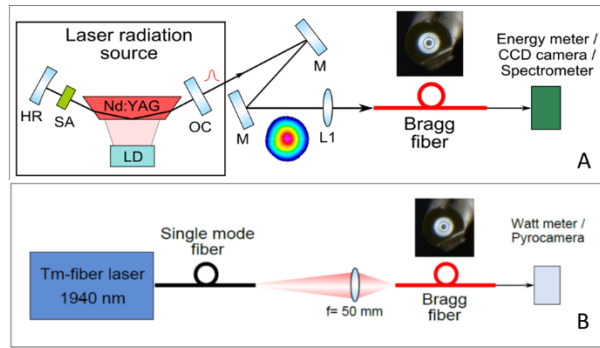 Laser radiation
source
HR
SA
Nd:YAG
LD
OC
M
M
L1
Bragg
fiber
Energy meter /
CCD camera /
Spectrometer
A
Tm-fiber laser
1940 nm
Single mode
fiber
f= 50 mm
Bragg
fiber
Watt meter /
Pyrocamera
B